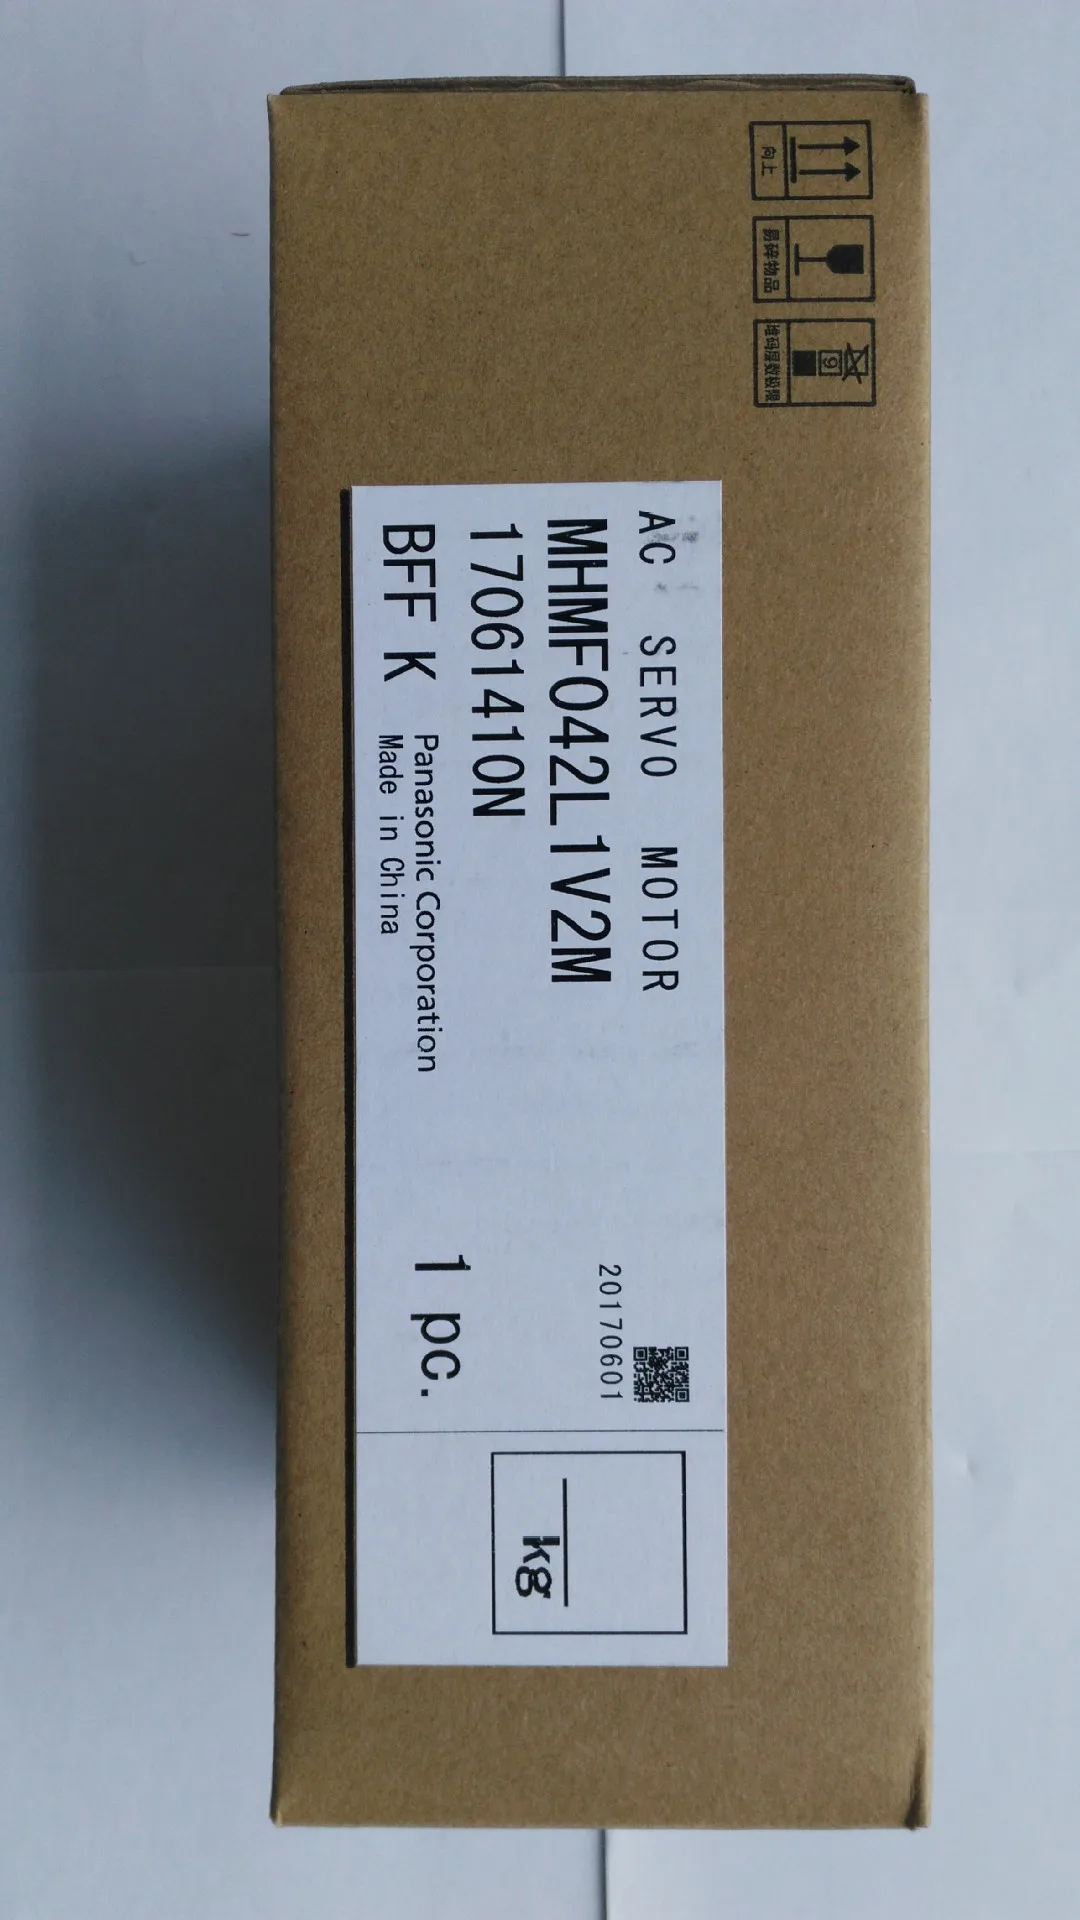 向上
易碎物品
堆码层数极限
9
AC SERVO MOTOR
MHMF042L1V2M
17061410N
BFF K
Panasonic Corporation
Made in China
20170601
1 pc.
kg